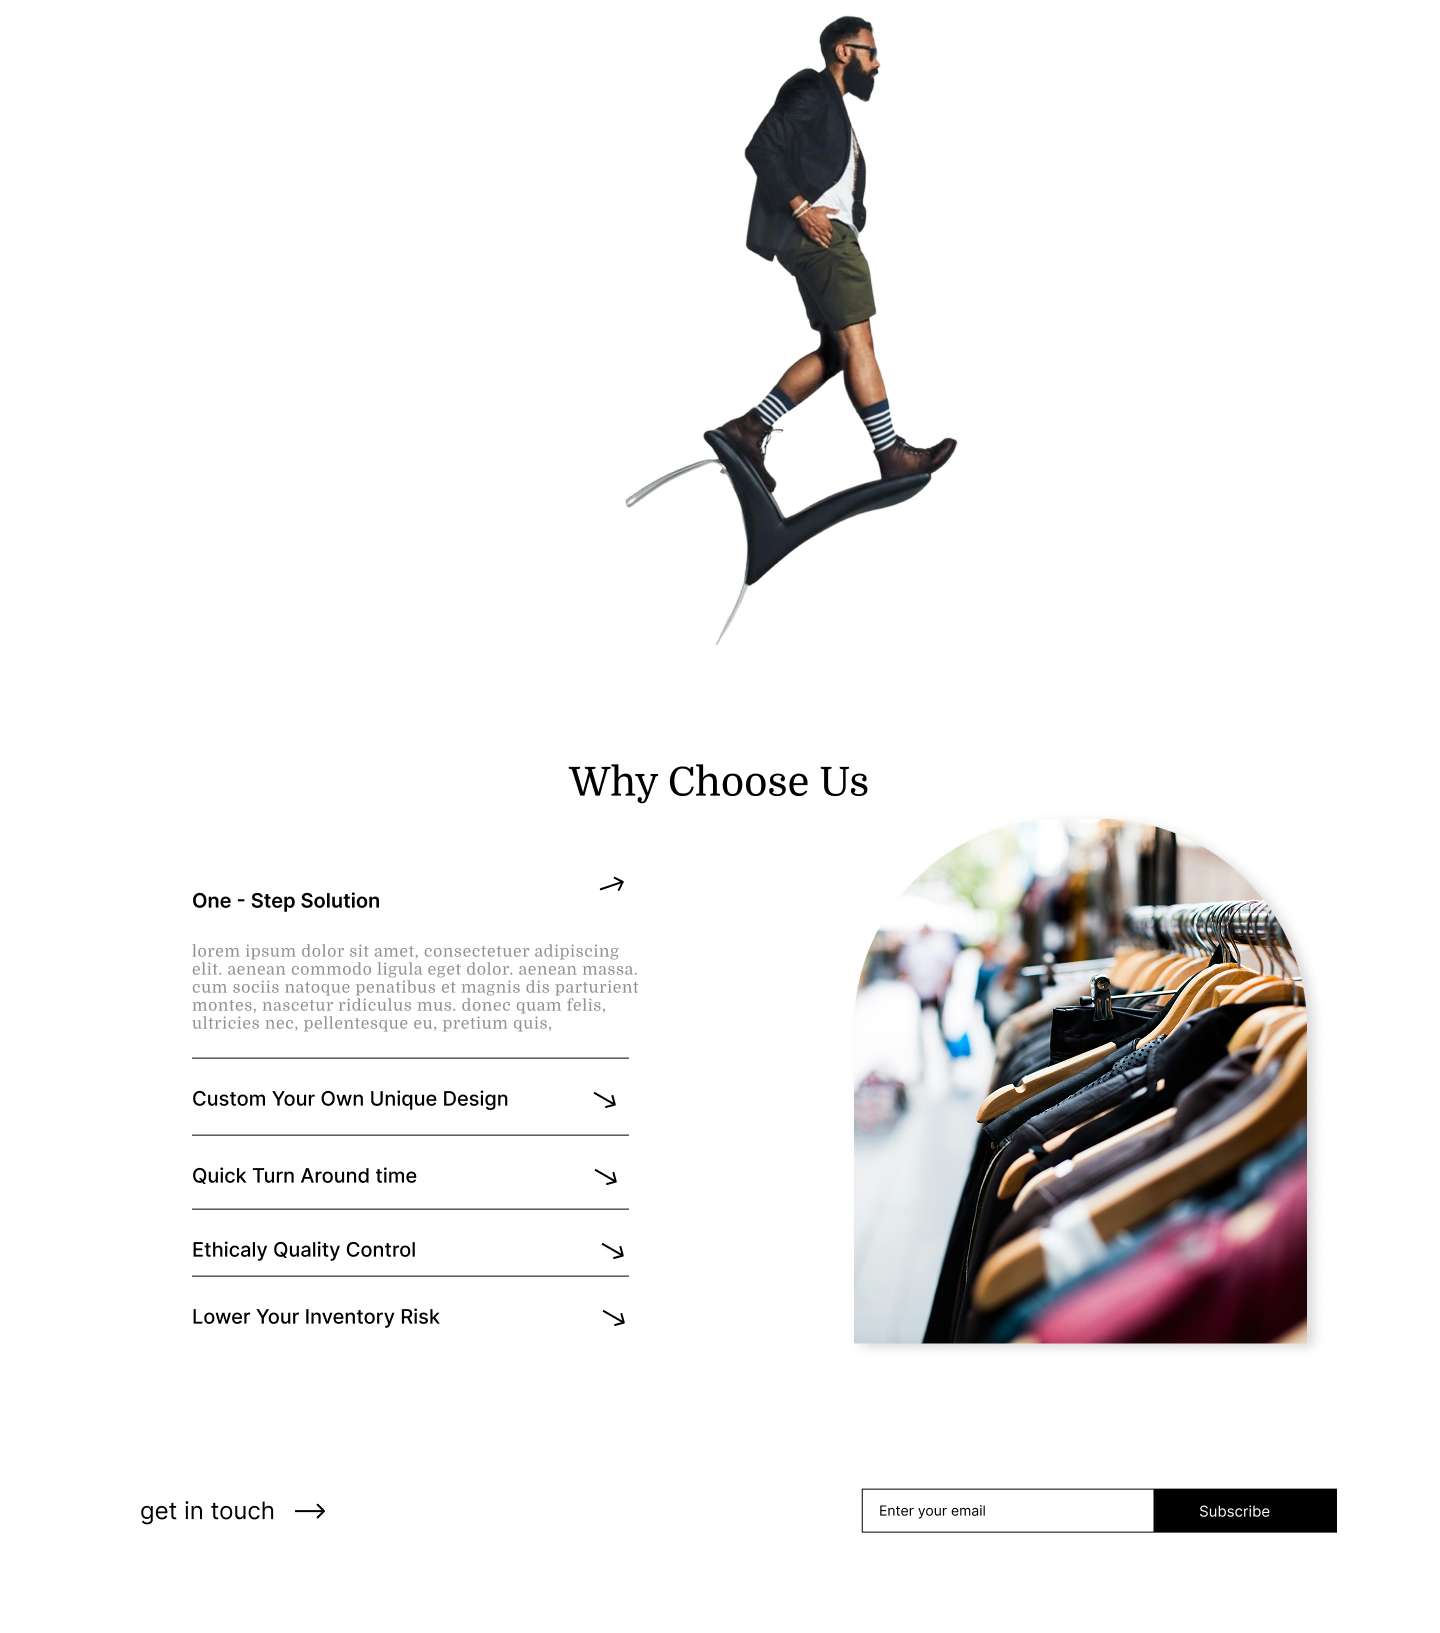 Why Choose Us
One - Step Solution
lorem ipsum dolor sit amet, consectetuer adipiscing
elit. aenean commodo ligula eget dolor. aenean massa.
cum sociis natoque penatibus et magnis dis parturient
montes, nascetur ridiculus mus. donec quam felis,
ultricies nec, pellentesque eu, pretium quis,
Custom Your Own Unique Design
Quick Turn Around time
Ethicaly Quality Control
Lower Your Inventory Risk
get in touch
Enter your email
Subscribe